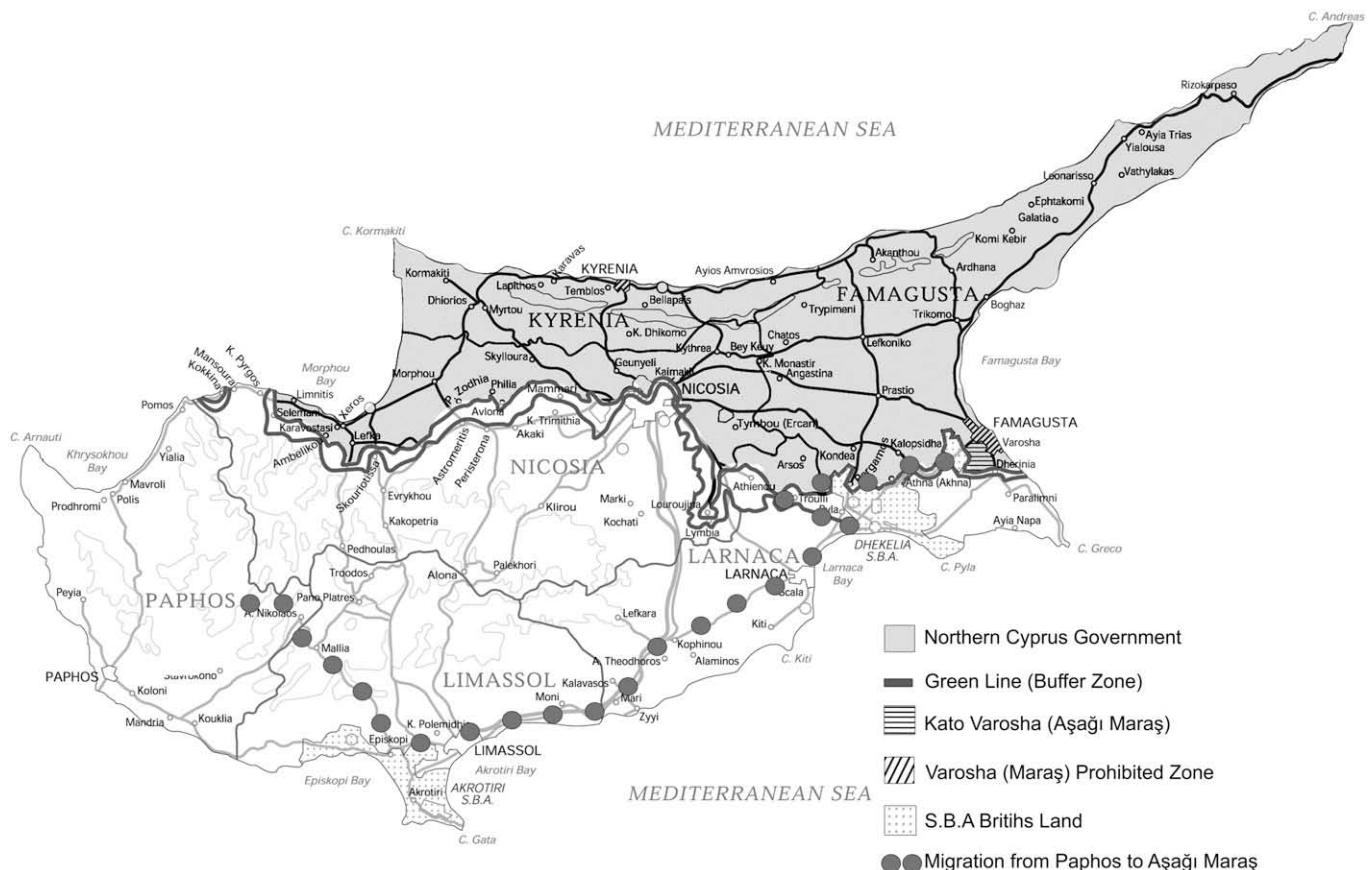 C. Andreas
Rizokarpaso
MEDITERRANEAN SEA
Ayia Trias
Yialousa
Leonarisso
Vathylakas
Ephtakomi
Galatia
C. Kormakiti
Komi Kebir
Akanthou
Karavas
KYRENIA
Ayios Amvrosios
Kormakiti
Ardhana
Lapithos
Temblos
FAMAGUSTA
Dhiorios
Bellapais
Boghaz
Myrtou
Trypimeni
KYRENIA
Trikomo
K. Dhikomo
Chatos
Lefkoniko
Kythrea
Bey Keuy
Skylloura
Famagusta Bay
K. Pyrgos
Mansoura
Kokkina
Morphou
Bay
Geunyeli
K. Monastir
Kaimakli
Angastina
Morphou
P. Zodhia
Philia
Mammari
NICOSIA
Prastio
Limnitis
Pomos
Xeros
Selemani
Avlona
K. Trimithia
FAMAGUSTA
Karavostasi
Tymbou (Ercan)
Akaki
Lefka
Varosha
C. Arnauti
Ambelikou
Astromeritis
Peristerona
Kalopsidha
Khrysokhou
Bay
Yialia
NICOSIA
Arsos
Kondea
Pergamos
Dherinia
Skouriotissa
Athienou
Athna (Akhna)
Mavroli
Evrykhou
Marki
Prodhromi
Polis
Klirou
Louroujina
Troulli
Paralimni
Kakopetria
Kochati
Pyla
Ayia Napa
Lymbia
DHEKELIA
S.B.A.
Pedhoulas
LARNACA
C. Greco
Palekhori
Larnaca
Bay
C. Pyla
Troodos
Alona
LARNACA
Peyia
PAPHOS
Pano Platres
Scala
A. Nikolaos
Lefkara
Kiti
Northern Cyprus Government
Mallia
Kophinou
C. Kiti
A. Theodhoros
Alaminos
PAPHOS
Stavrokono
LIMASSOL
Green Line (Buffer Zone)
Koloni
Kalavasos
Moni
Mari
Mandria
Kouklia
K. Polemidhia
Zyyi
Kato Varosha (Aşağı Maraş)
Episkopi
LIMASSOL
Varosha (Maraş) Prohibited Zone
Episkopi Bay
Akrotiri Bay
Akrotiri
AKROTIRI
S.B.A.
MEDITERRANEAN SEA
S.B.A Britihs Land
C. Gata
Migration from Paphos to Aşağı Maraş